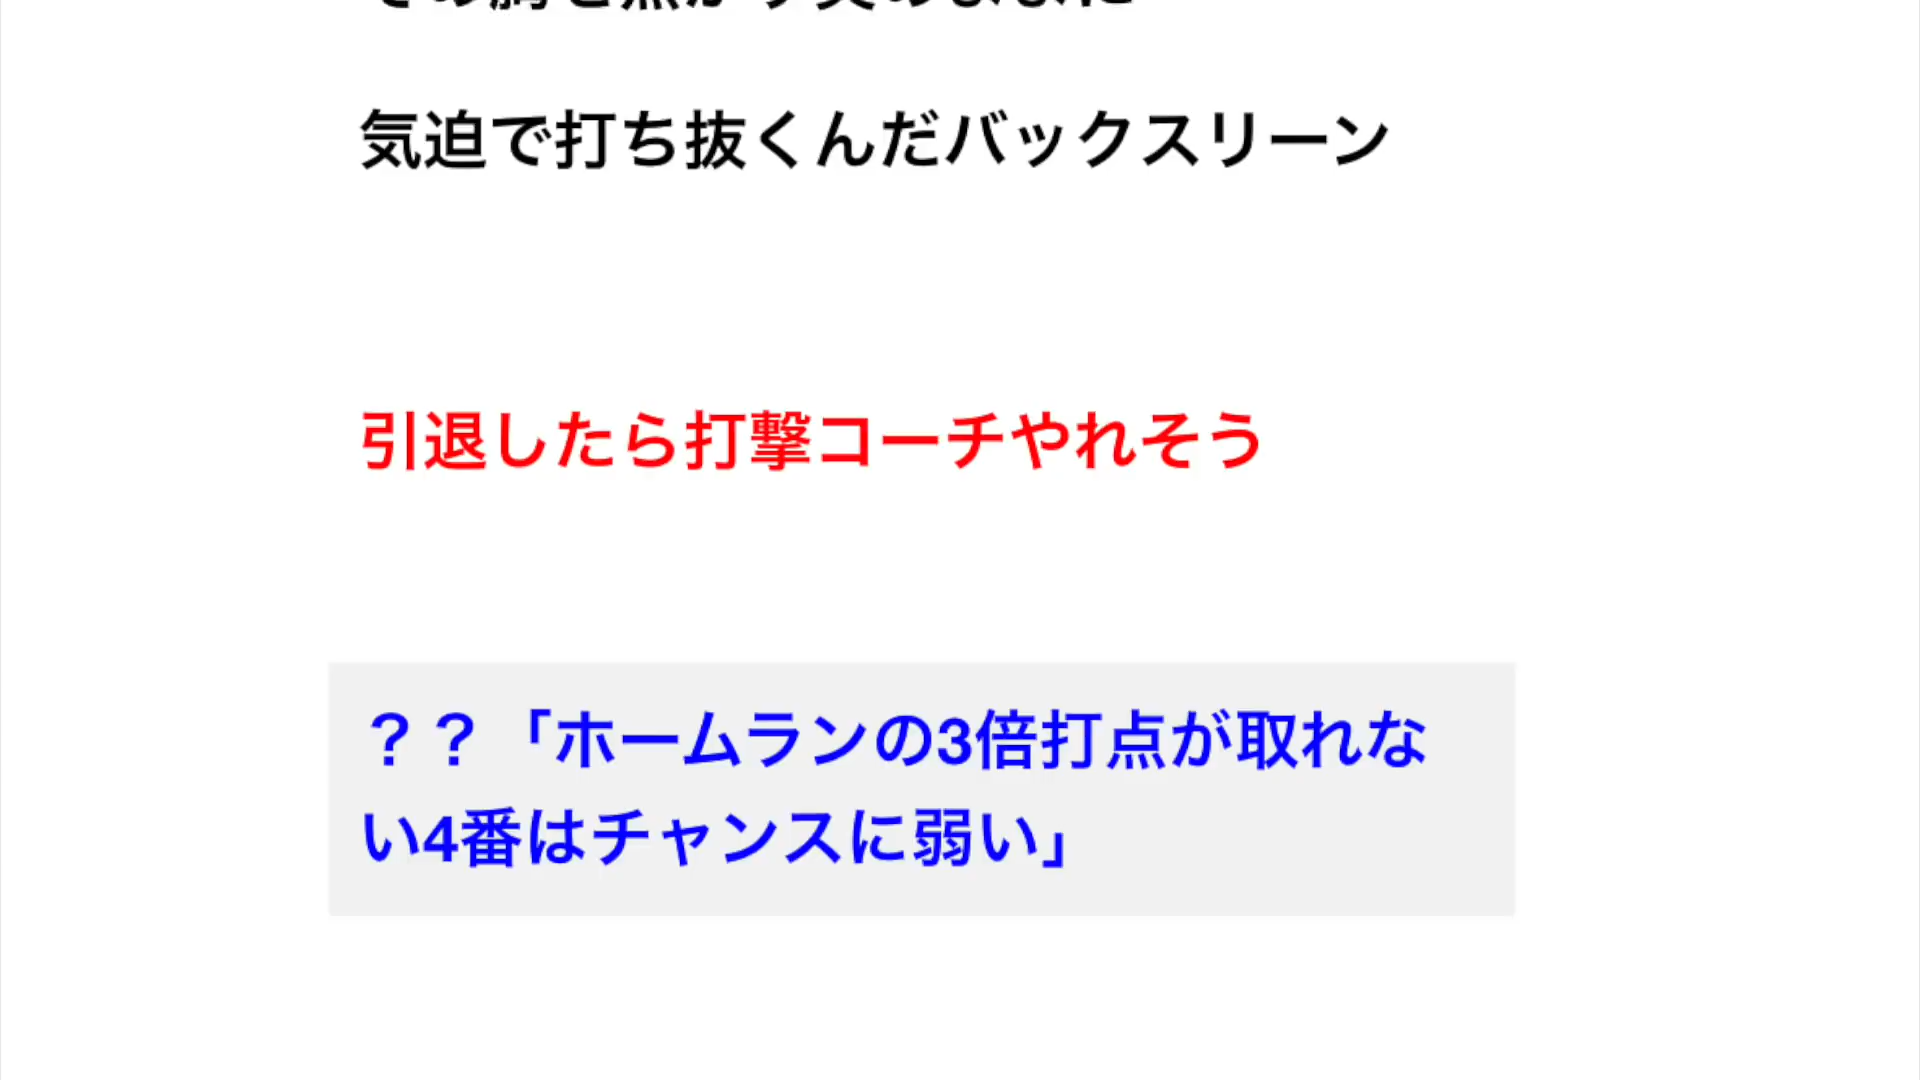 気迫で打ち抜くんだバックスリーン
引退したら打撃コーチやれそう
？？「ホームランの3倍打点が取れな
い4番はチャンスに弱い」